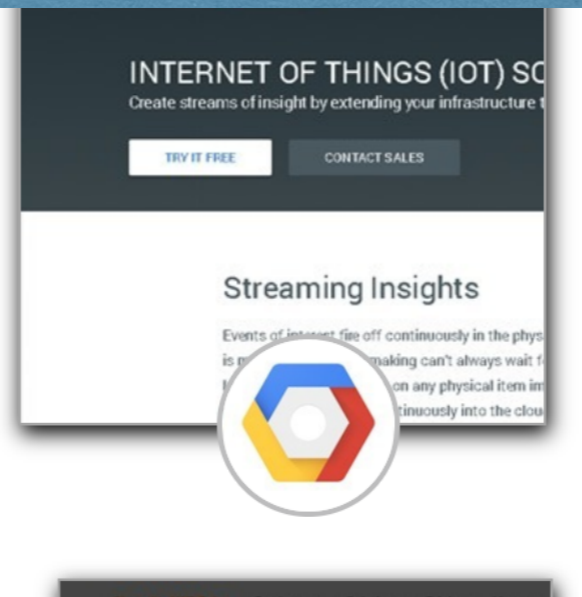 INTERNET OF THINGS (IOT) SO
Create streams of insight by extending your infrastructure t
TRY IT FREE
CONTACT SALES
Streaming Insights
Events of interest fire off continuously in the phys
is making can't always wait f
on any physical item im
tinuously into the clou